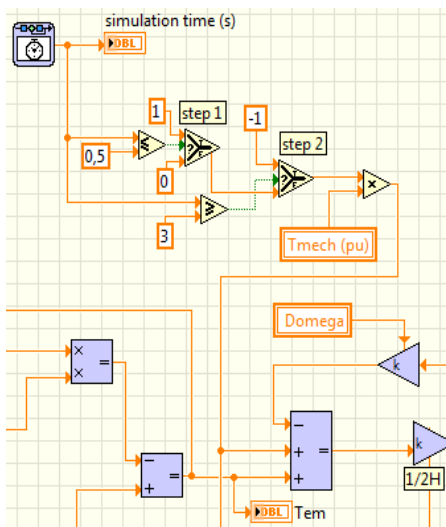 simulation time (s)
DBL
1
step 1
-1
step 2
≤
?
T
F
0,5
0
?
T
F
×
≥
3
Tmech (pu)
Domega
×
×
=
k
−
+
=
−
+
+
=
k
1/2H
DBL
Tem